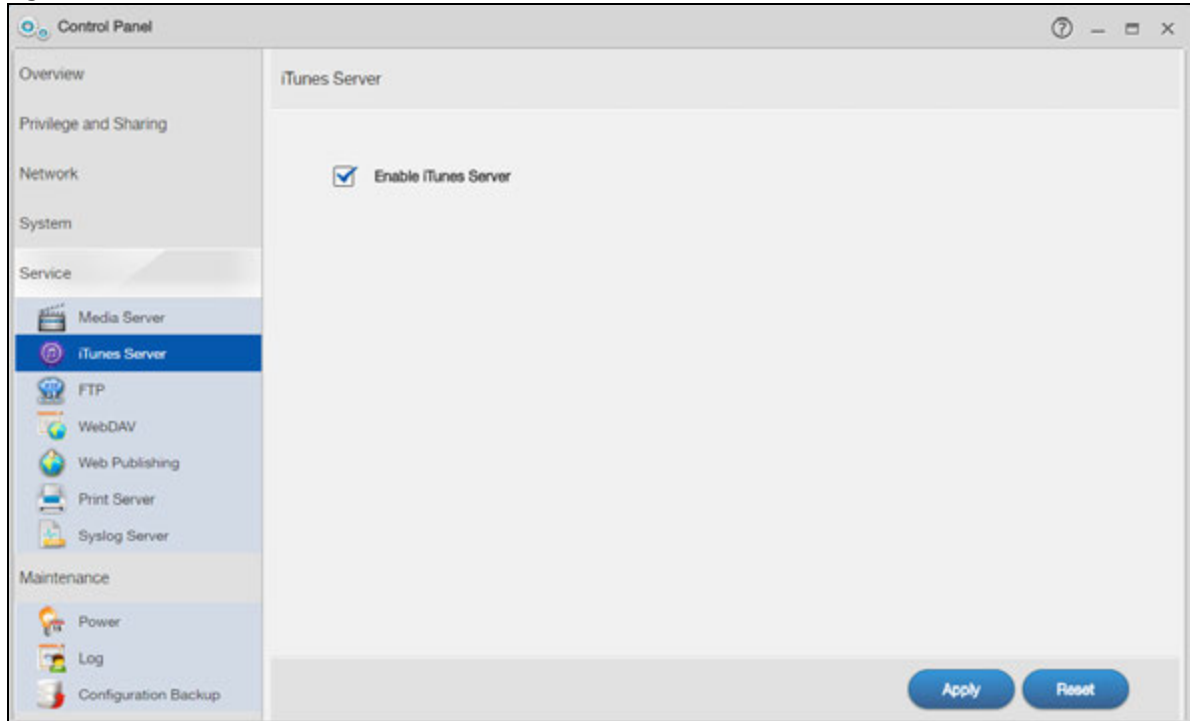 Control Panel
Overview
Privilege and Sharing
Network
System
Service
Media Server
iTunes Server
FTP
WebDAV
Web Publishing
Print Server
Syslog Server
Maintenance
Power
Log
Configuration Backup
iTunes Server
Enable iTunes Server
Apply
Reset